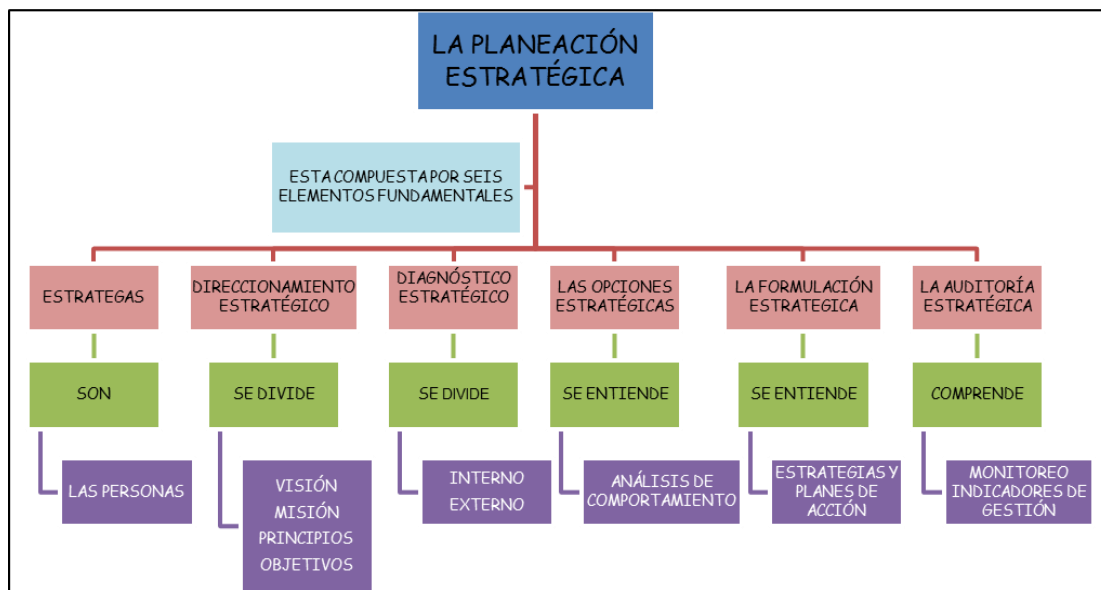 LA PLANEACIÓN
ESTRATÉGICA
ESTA COMPUESTA POR SEIS
ELEMENTOS FUNDAMENTALES
ESTRATEGAS
DIRECCIONAMIENTO
ESTRATÉGICO
DIAGNÓSTICO
ESTRATÉGICO
LAS OPCIONES
ESTRATÉGICAS
LA FORMULACIÓN
ESTRATEGICA
LA AUDITORÍA
ESTRATÉGICA
SON
SE DIVIDE
SE DIVIDE
SE ENTIENDE
SE ENTIENDE
COMPRENDE
LAS PERSONAS
VISIÓN
MISIÓN
PRINCIPIOS
OBJETIVOS
INTERNO
EXTERNO
ANÁLISIS DE
COMPORTAMIENTO
ESTRATEGIAS Y
PLANES DE
ACCIÓN
MONITOREO
INDICADORES DE
GESTIÓN